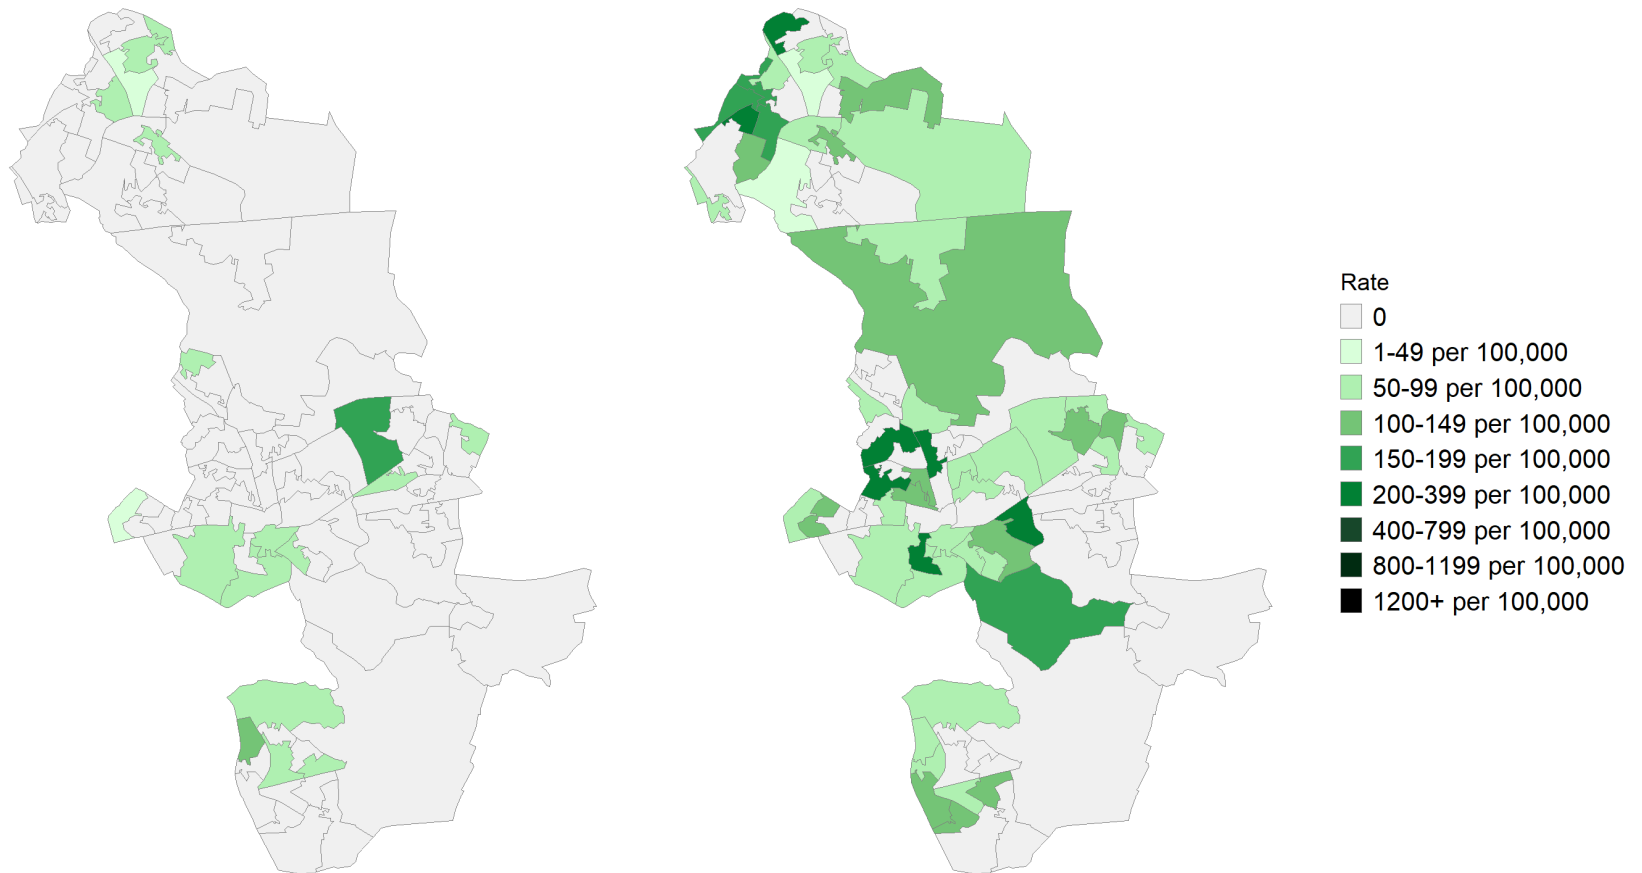 Rate
0
1-49 per 100,000
50-99 per 100,000
100-149 per 100,000
150-199 per 100,000
200-399 per 100,000
400-799 per 100,000
800-1199 per 100,000
1200+ per 100,000